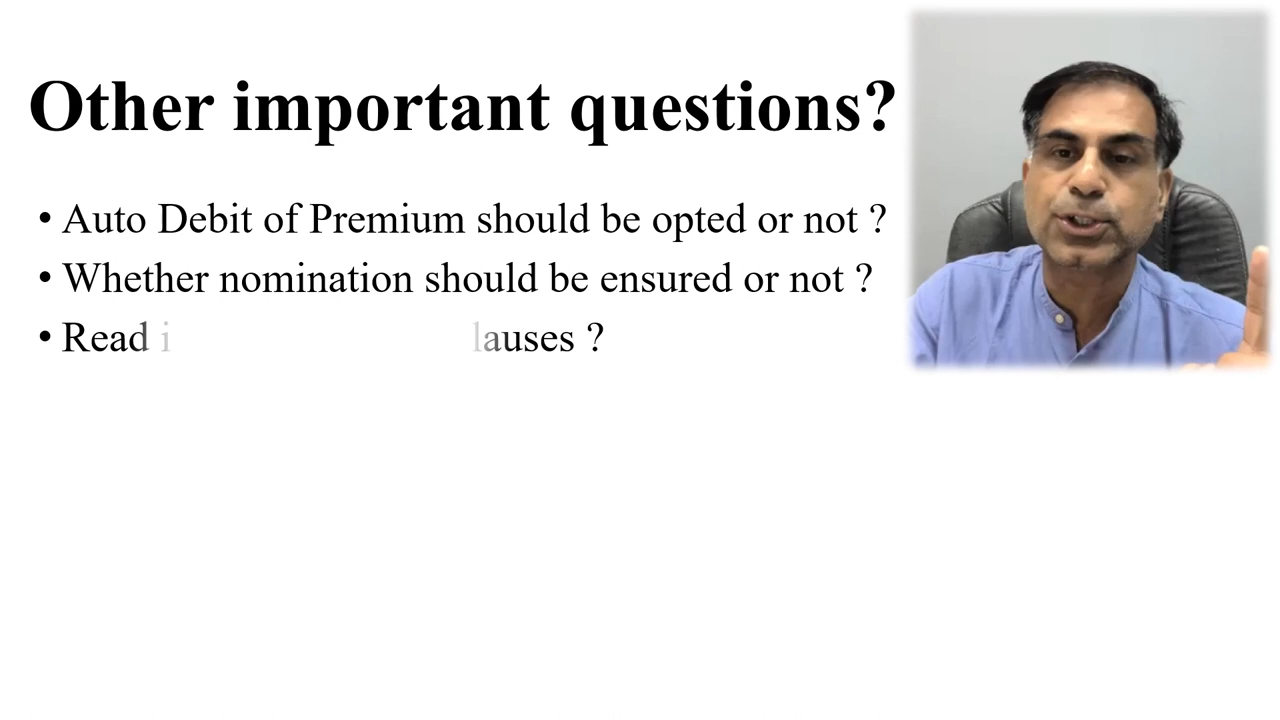 Other important questions?
• Auto Debit of Premium should be opted or not ?
• Whether nomination should be ensured or not ?
• Read lauses ?